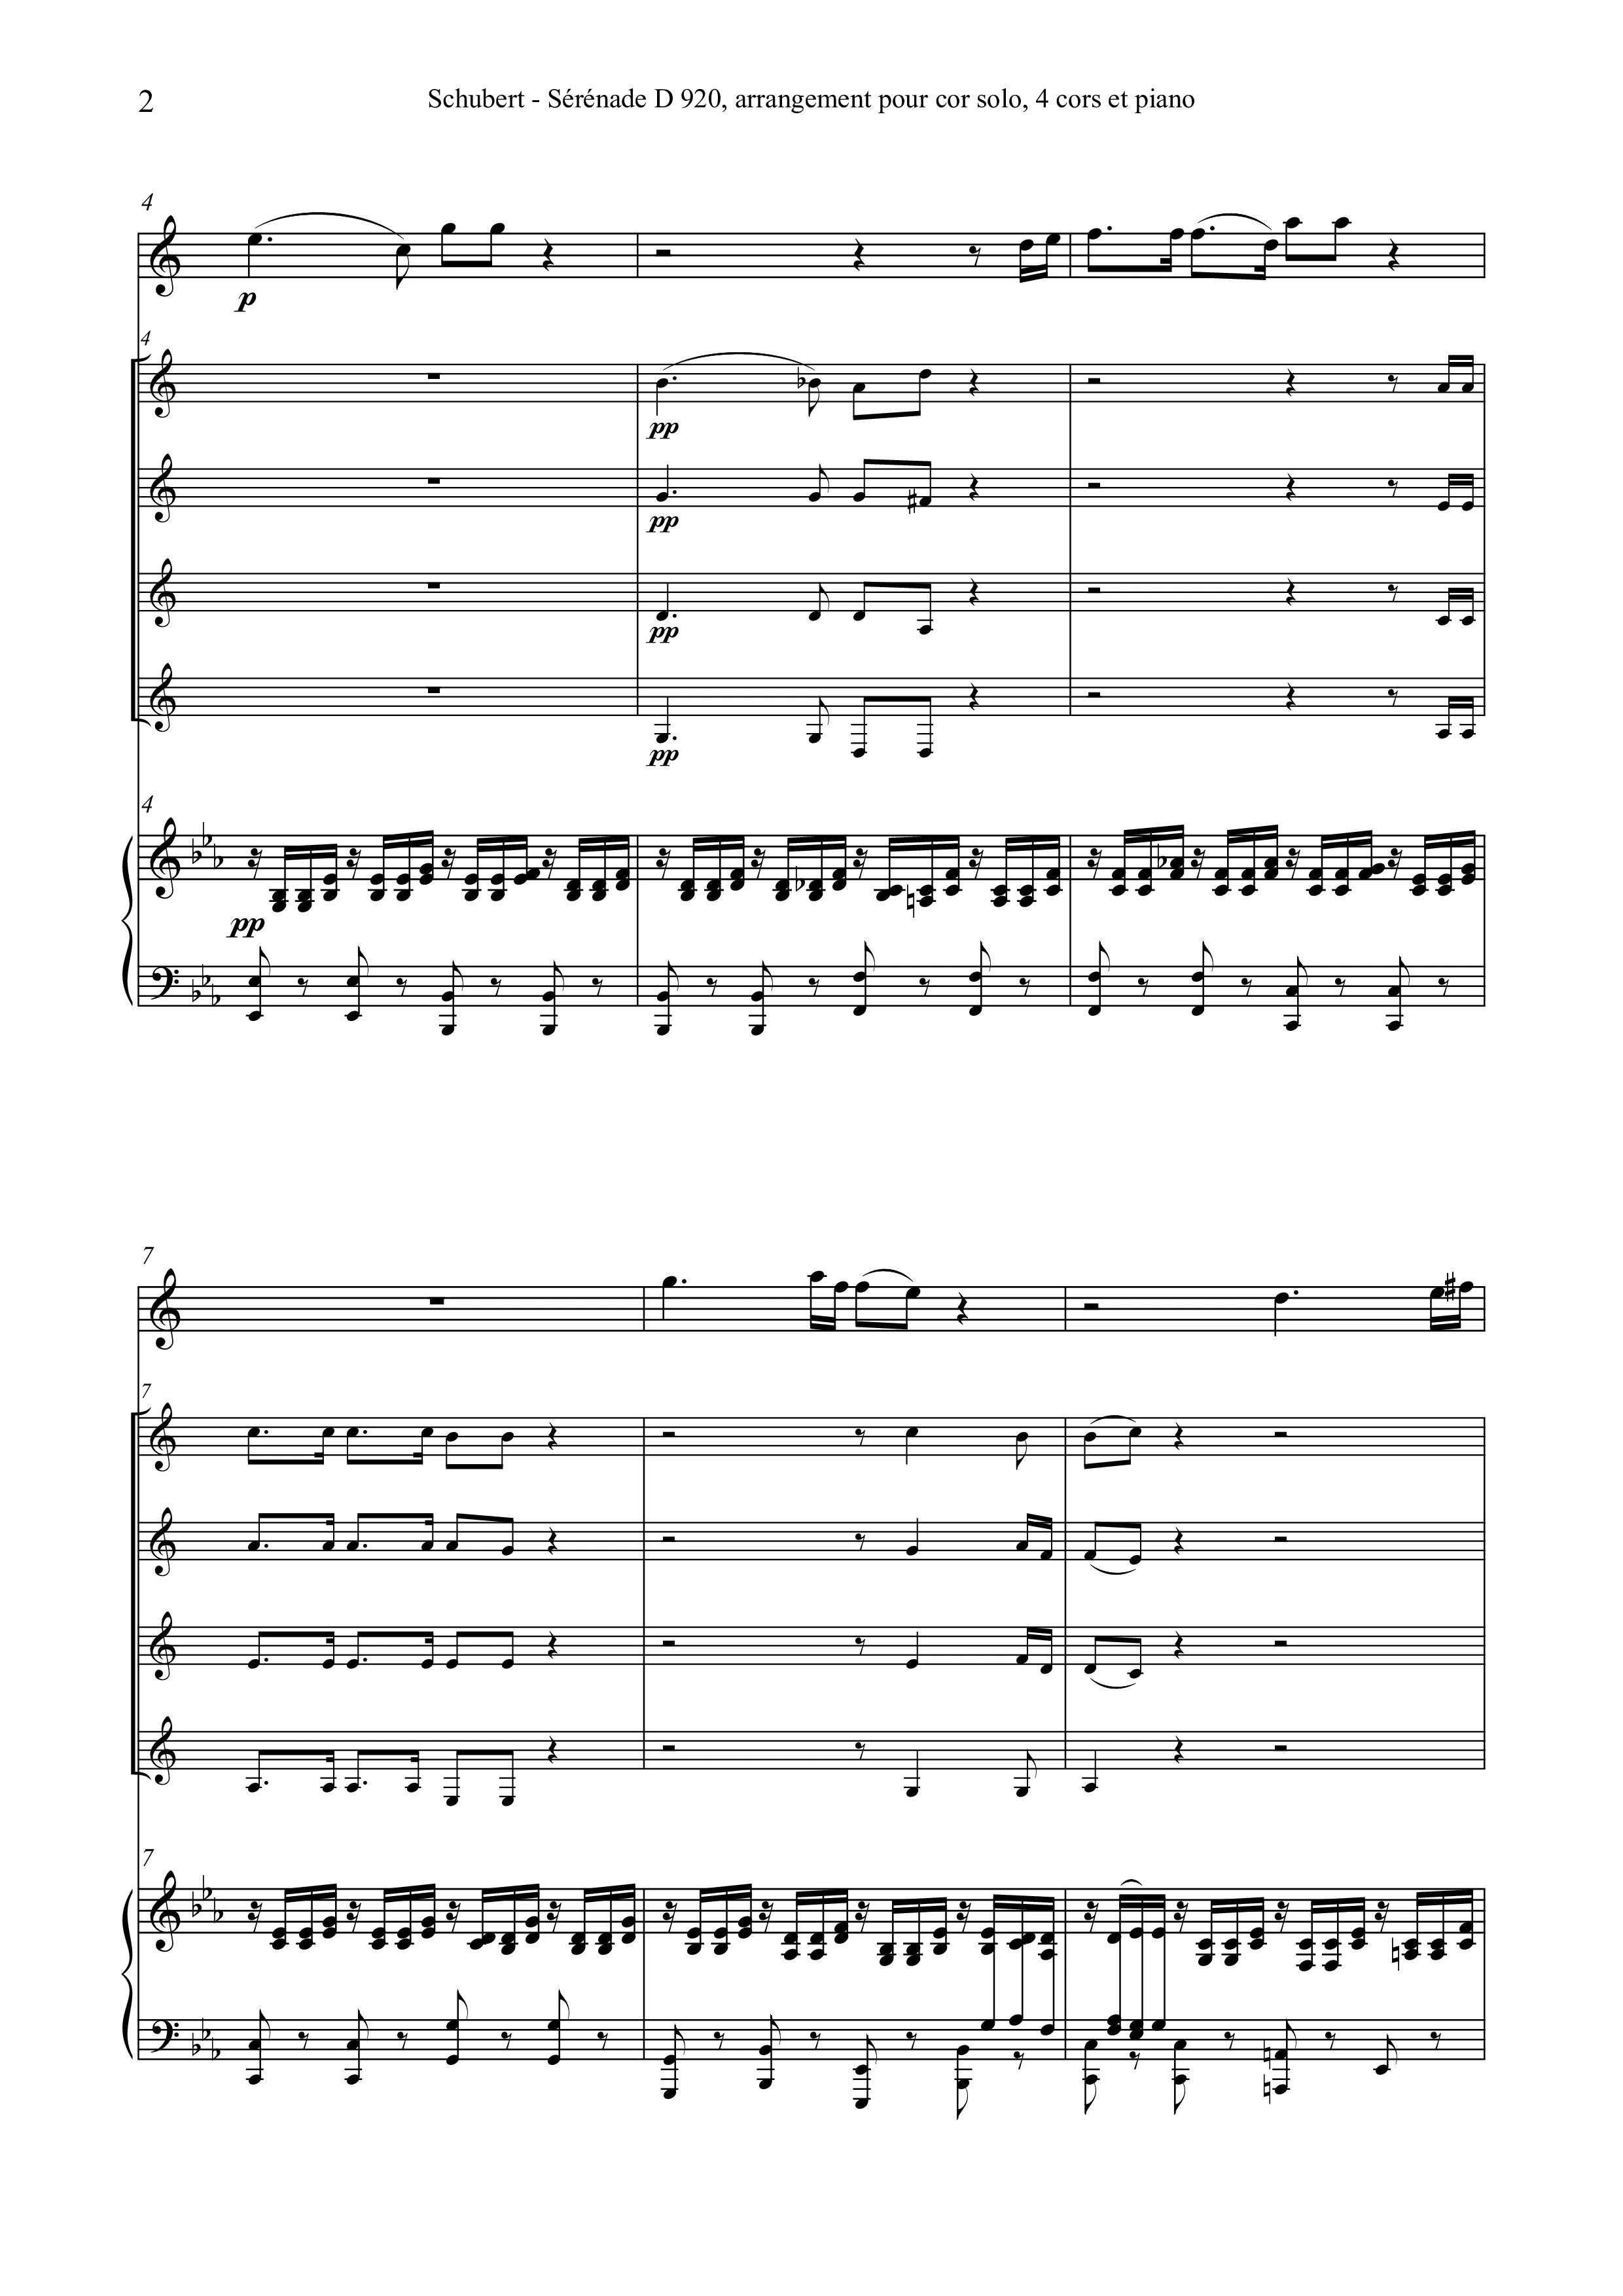 2
Schubert - Sérénade D 920, arrangement pour cor solo, 4 cors et piano
4
p
4
pp
pp
pp
pp
4
pp
7
7
7